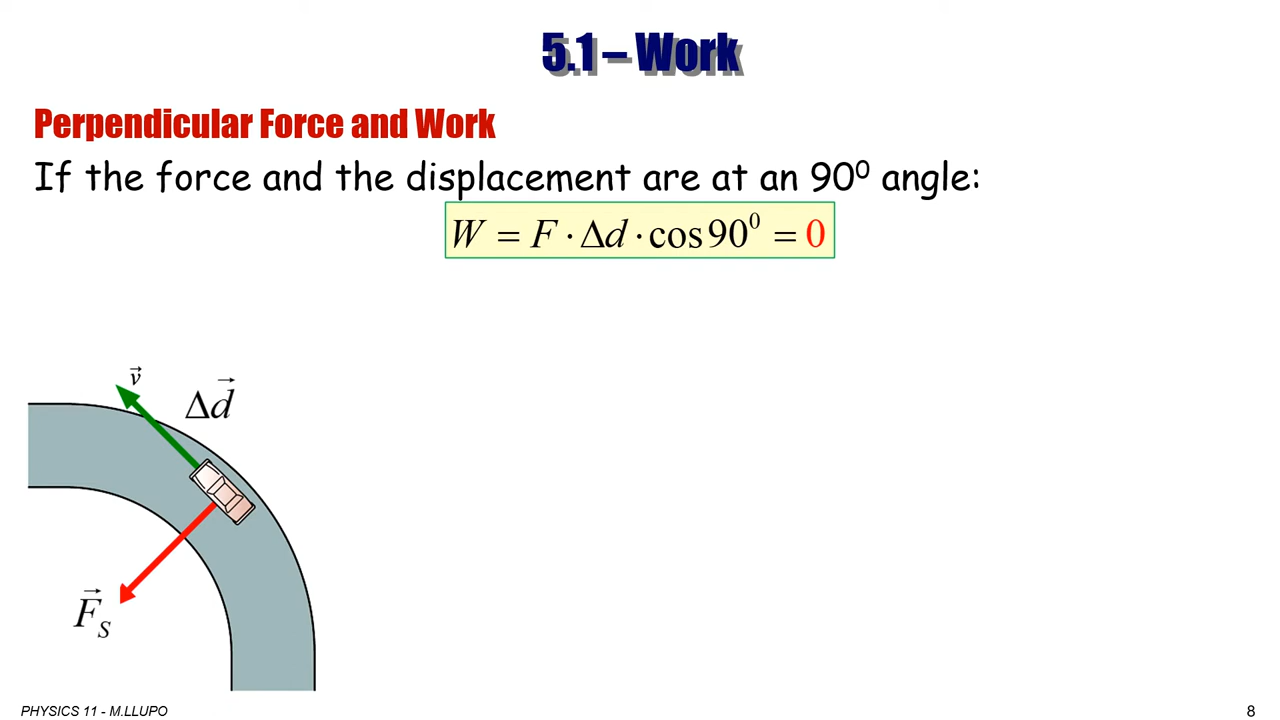 5.1 – Work
Perpendicular Force and Work
If the force and the displacement are at an 90⁰ angle:
W = F · Δd · cos 90⁰ = 0
v⃗
Δd⃗
F⃗_S
PHYSICS 11 - M.LLUPO
8